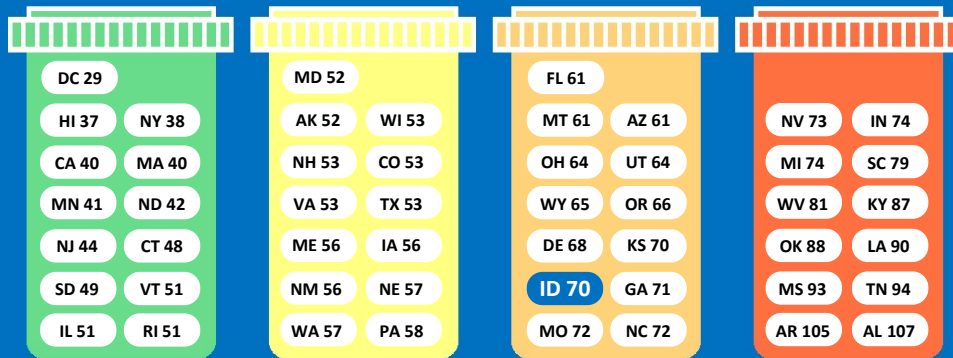 DC 29
HI 37 NY 38
CA 40 MA 40
MN 41 ND 42
NJ 44 CT 48
SD 49 VT 51
IL 51 RI 51
MD 52
AK 52 WI 53
NH 53 CO 53
VA 53 TX 53
ME 56 IA 56
NM 56 NE 57
WA 57 PA 58
FL 61
MT 61 AZ 61
OH 64 UT 64
WY 65 OR 66
DE 68 KS 70
ID 70 GA 71
MO 72 NC 72
NV 73 IN 74
MI 74 SC 79
WV 81 KY 87
OK 88 LA 90
MS 93 TN 94
AR 105 AL 107